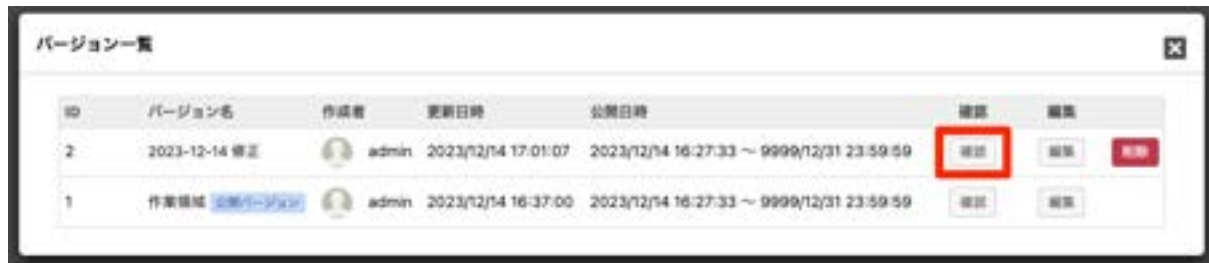 バージョン一覧
ID バージョン名 作成者 更新日時 公開日時 確認 編集
2 2023-12-14 修正 admin 2023/12/14 17:01:07 2023/12/14 16:27:33 ～ 9999/12/31 23:59:59 確認 編集 削除
1 作業領域 公開バージョン admin 2023/12/14 16:37:00 2023/12/14 16:27:33 ～ 9999/12/31 23:59:59 確認 編集